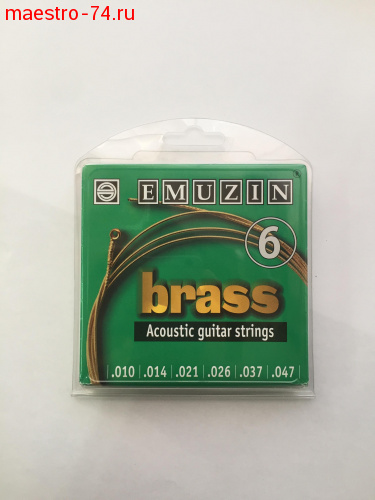 maestro-74.ru
EMUZIN
6
brass
Acoustic guitar strings
.010 .014 .021 .026 .037 .047